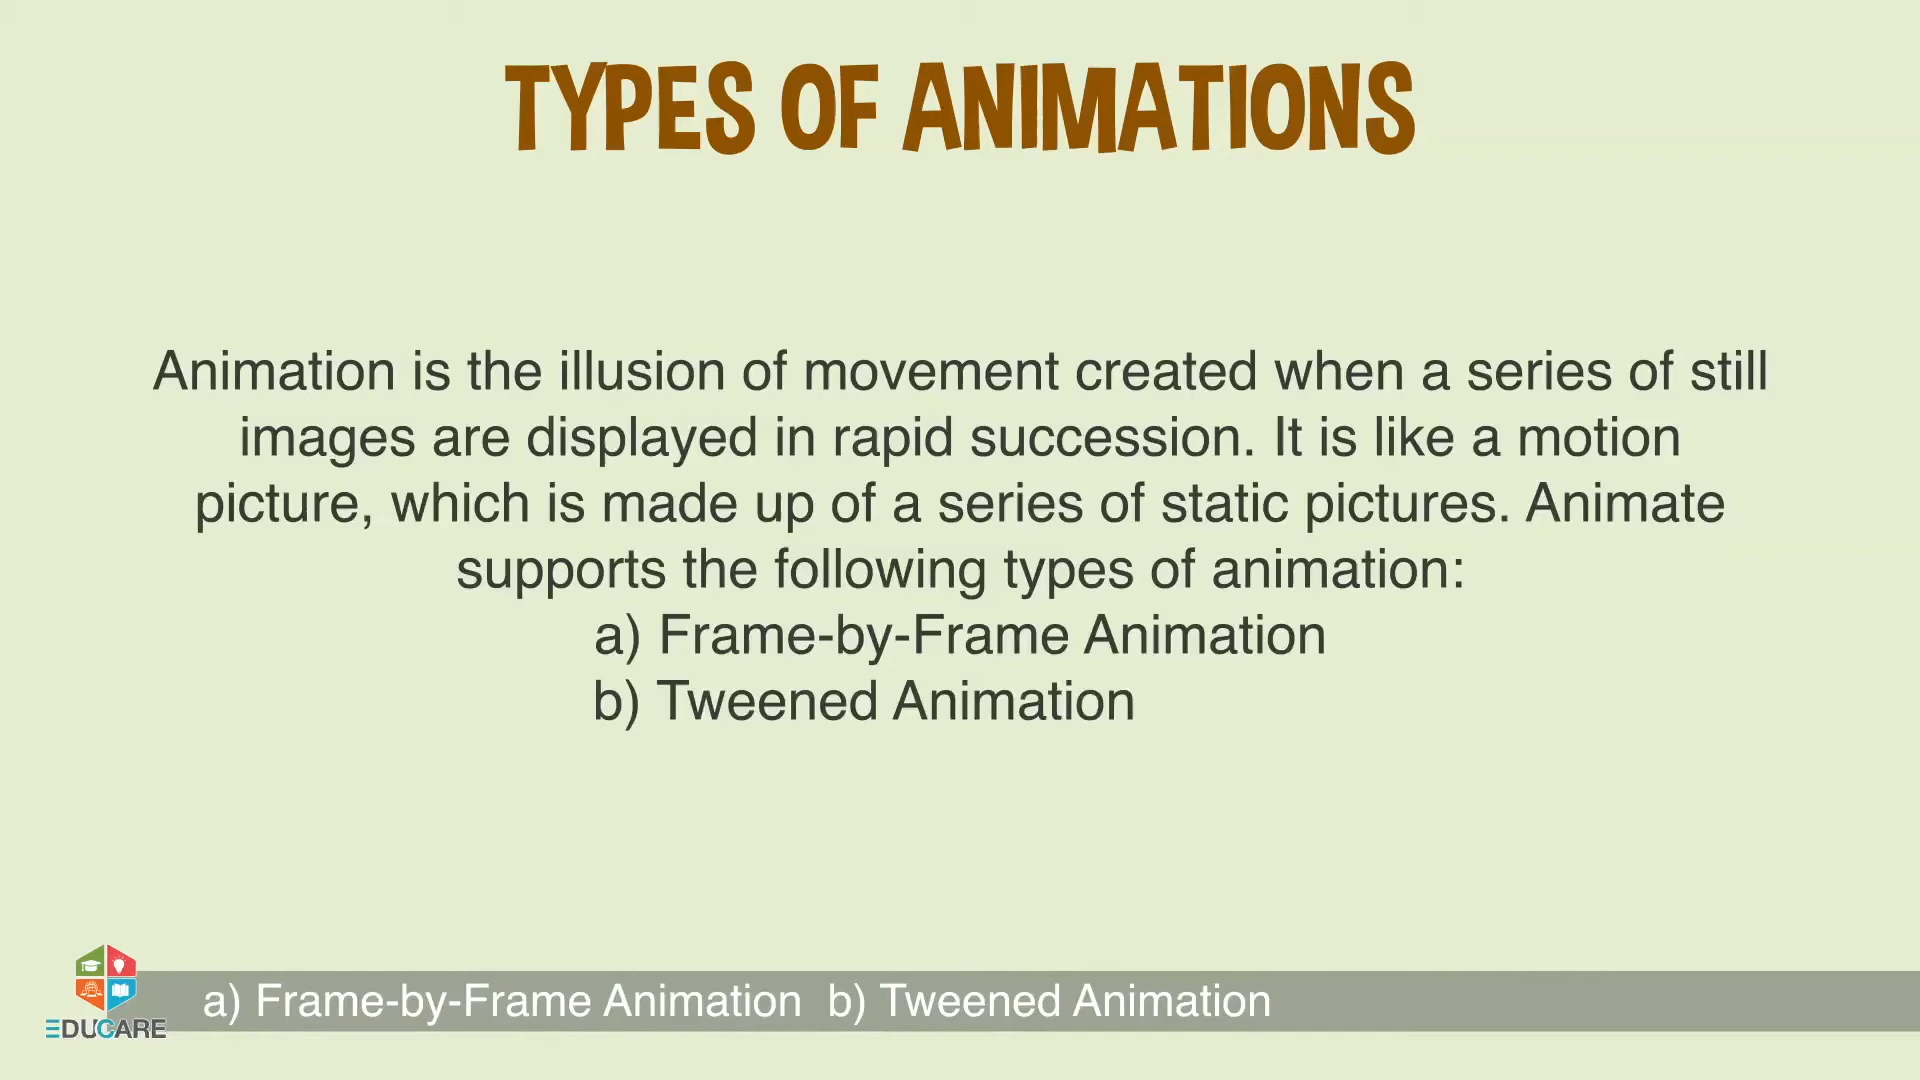 TYPES OF ANIMATIONS
Animation is the illusion of movement created when a series of still
images are displayed in rapid succession. It is like a motion
picture, which is made up of a series of static pictures. Animate
supports the following types of animation:
a) Frame-by-Frame Animation
b) Tweened Animation
a) Frame-by-Frame Animation b) Tweened Animation
EDUCARE